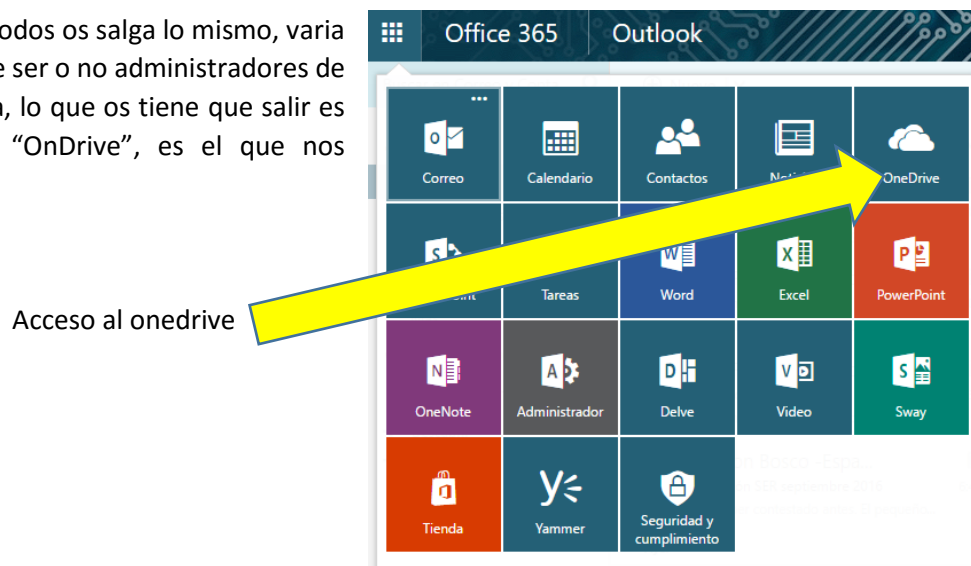 odos os salga lo mismo, varia
e ser o no administradores de
, lo que os tiene que salir es
“OnDrive”, es el que nos
Acceso al onedrive
Office 365 Outlook
Correo Calendario Contactos OneDrive
Tareas Word Excel PowerPoint
OneNote Administrador Delve Video Sway
Tienda Yammer Seguridad y
cumplimiento